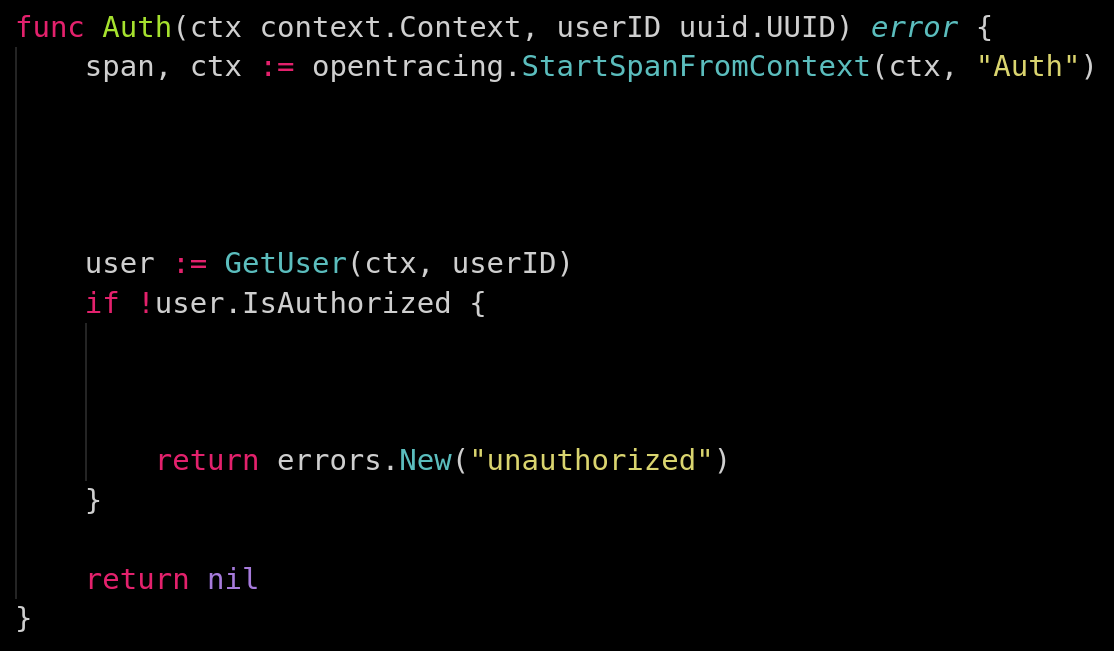 func Auth(ctx context.Context, userID uuid.UUID) error {
    span, ctx := opentracing.StartSpanFromContext(ctx, "Auth")
    user := GetUser(ctx, userID)
    if !user.IsAuthorized {
        return errors.New("unauthorized")
    }
    return nil
}